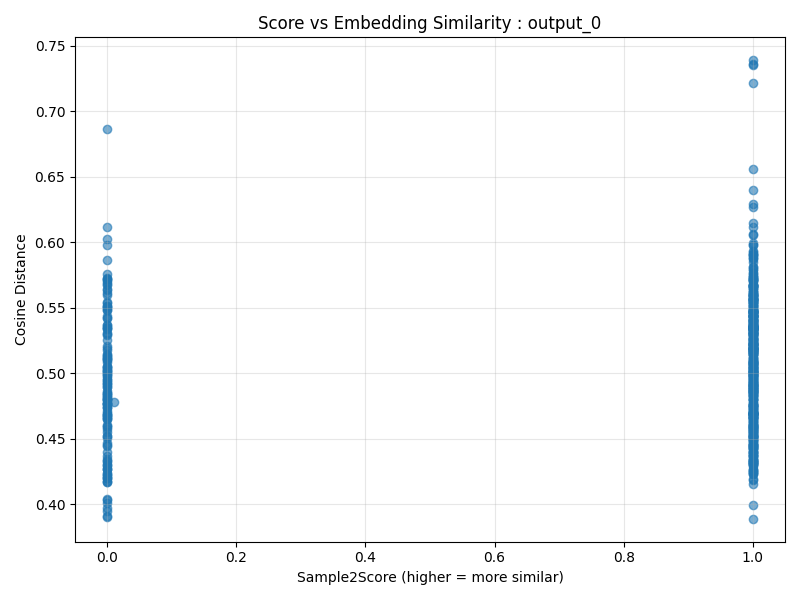 Score vs Embedding Similarity : output_0
Cosine Distance
0.75
0.70
0.65
0.60
0.55
0.50
0.45
0.40
0.0 0.2 0.4 0.6 0.8 1.0
Sample2Score (higher = more similar)